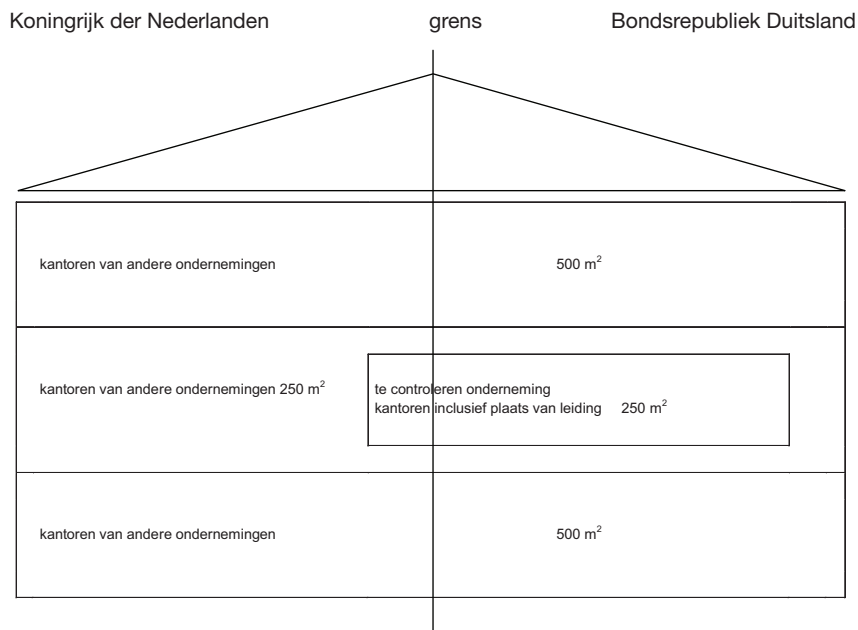 Koningrijk der Nederlanden grens Bondsrepubliek Duitsland
kantoren van andere ondernemingen 500 m²
kantoren van andere ondernemingen 250 m²
te controleren onderneming
kantoren inclusief plaats van leiding 250 m²
kantoren van andere ondernemingen 500 m²